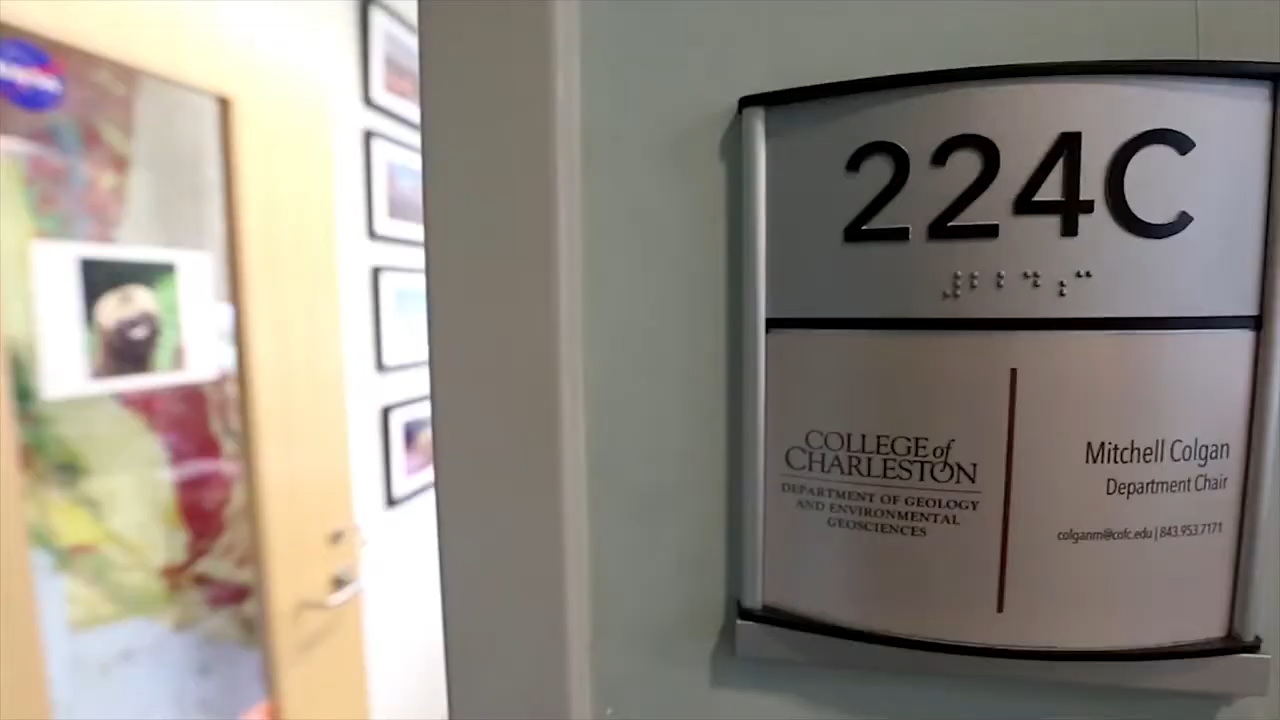 224C
COLLEGE of
CHARLESTON
DEPARTMENT OF GEOLOGY
AND ENVIRONMENTAL
GEOSCIENCES
Mitchell Colgan
Department Chair
colganm@cofc.edu | 843.953.7171